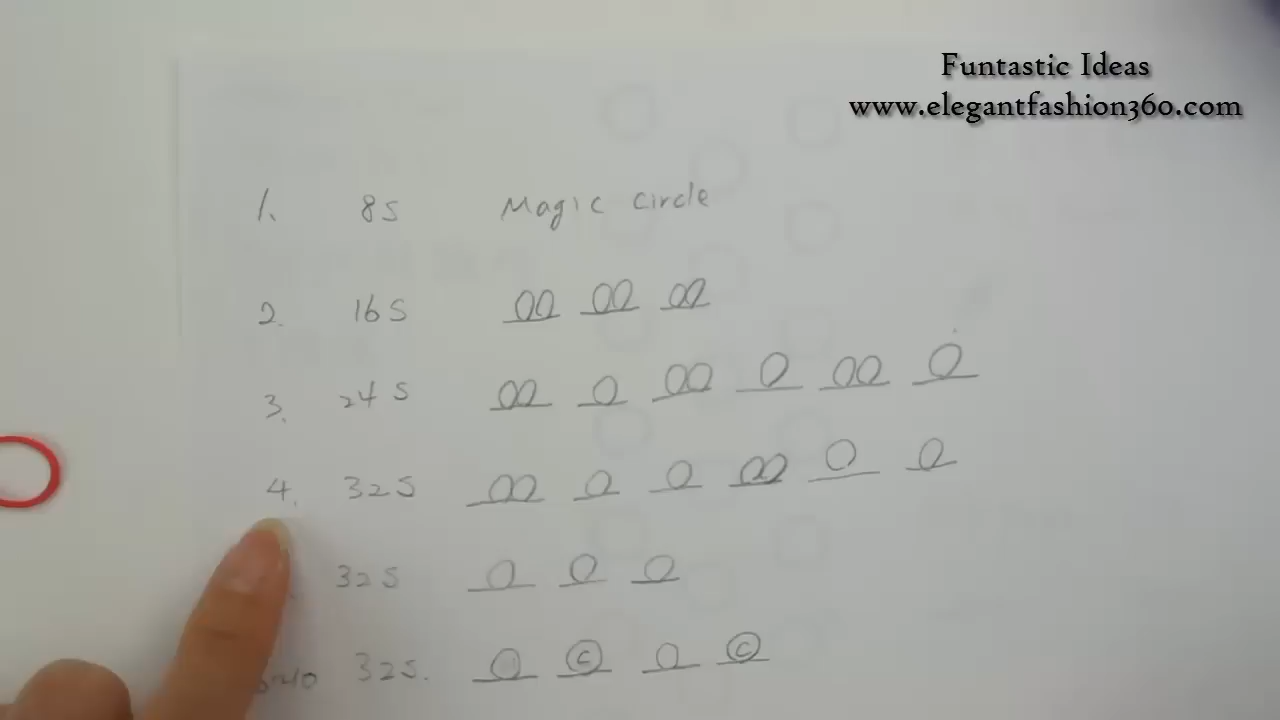 Funtastic Ideas
www.elegantfashion360.com
1. 8S Magic Circle
2. 16S
3. 24S
4. 32S
32S
32S. C C